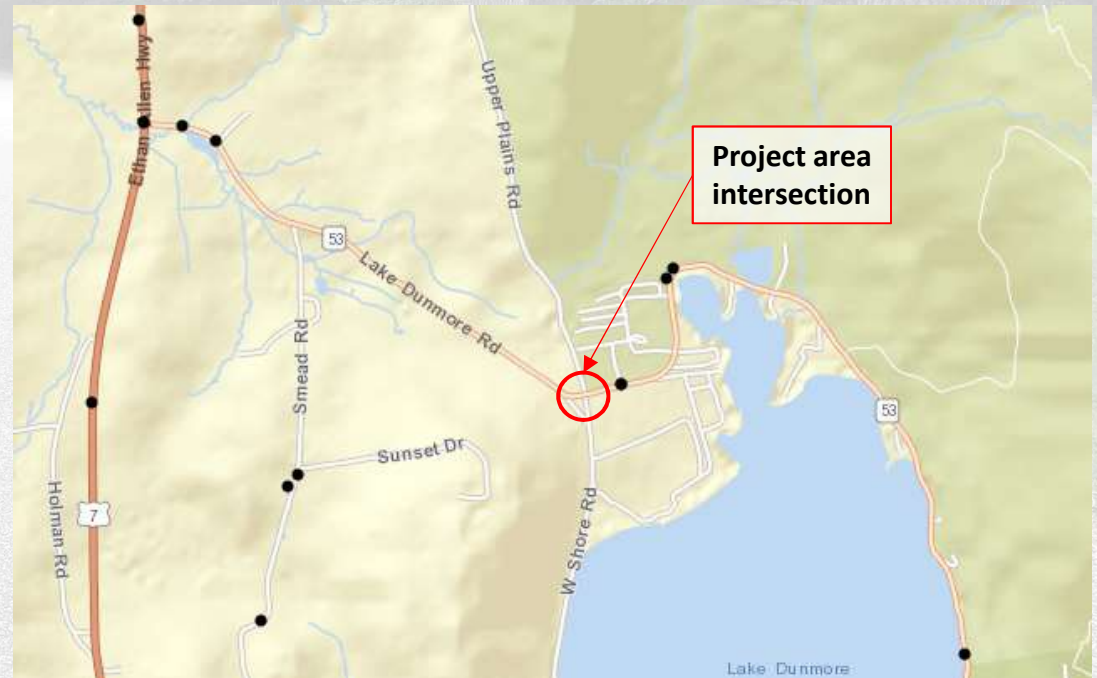 Ethan Allen Hwy
Upper Plains Rd
Project area
intersection
53
Lake Dunmore Rd
Smead Rd
Sunset Dr
53
Holman Rd
7
W Shore Rd
Lake Dunmore